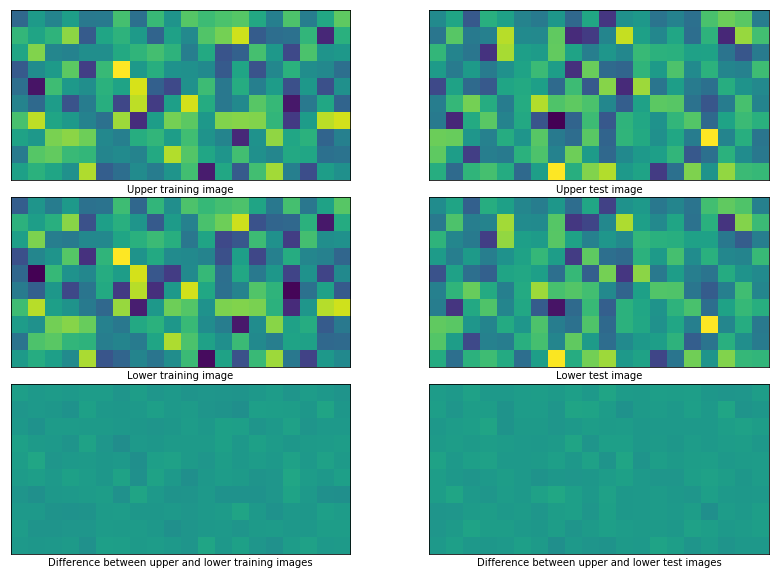 Upper training image
Upper test image
Lower training image
Lower test image
Difference between upper and lower training images
Difference between upper and lower test images